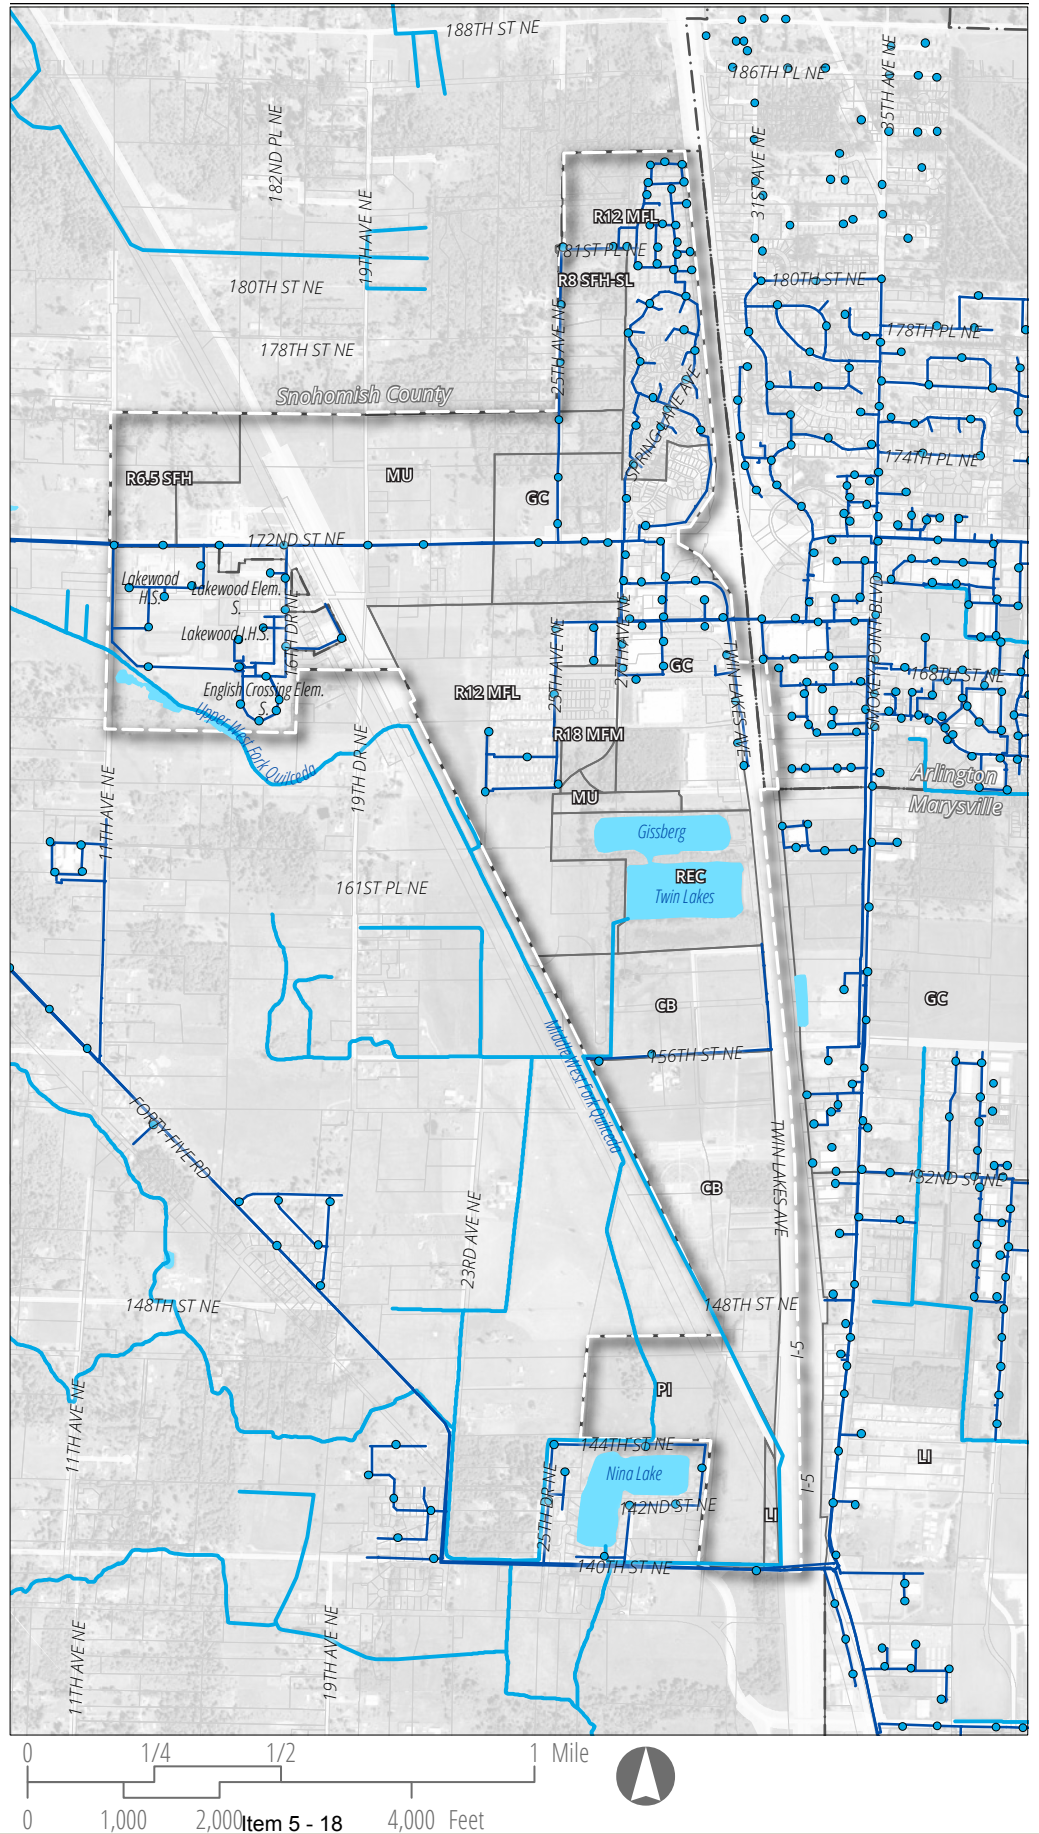 188TH ST NE
186TH PL NE
35TH AVE NE
182ND PL NE
31ST AVE NE
19TH AVE NE
R12 MFL
181ST PL NE
R8 SFH-SL
180TH ST NE
180TH ST NE
25TH AVE NE
178TH PL NE
178TH ST NE
Snohomish County
SPRING LANE AVE
174TH PL NE
R6.5 SFH
MU
GC
172ND ST NE
Lakewood
H.S.
Lakewood Elem.
S.
Lakewood J.H.S.
16TH DR NE
English Crossing Elem.
S.
Upper West Fork Quilceda
25TH AVE NE
27TH AVE NE
GC
TWIN LAKES AVE
SMOKEY POINT BLVD
168TH ST NE
R12 MFL
R18 MFM
19TH DR NE
11TH AVE NE
MU
Arlington
Marysville
Gissberg
REC
Twin Lakes
161ST PL NE
CB
GC
156TH ST NE
Middle West Fork Quilceda
FORTY-FIVE RD
TWIN LAKES AVE
152ND ST NE
CB
23RD AVE NE
148TH ST NE
148TH ST NE
I-5
PI
11TH AVE NE
144TH ST NE
Nina Lake
LI
I-5
25TH DR NE
142ND ST NE
LI
140TH ST NE
11TH AVE NE
19TH AVE NE
0 1/4 1/2 1 Mile
0 1,000 2,000 4,000 Feet
Item 5 - 18